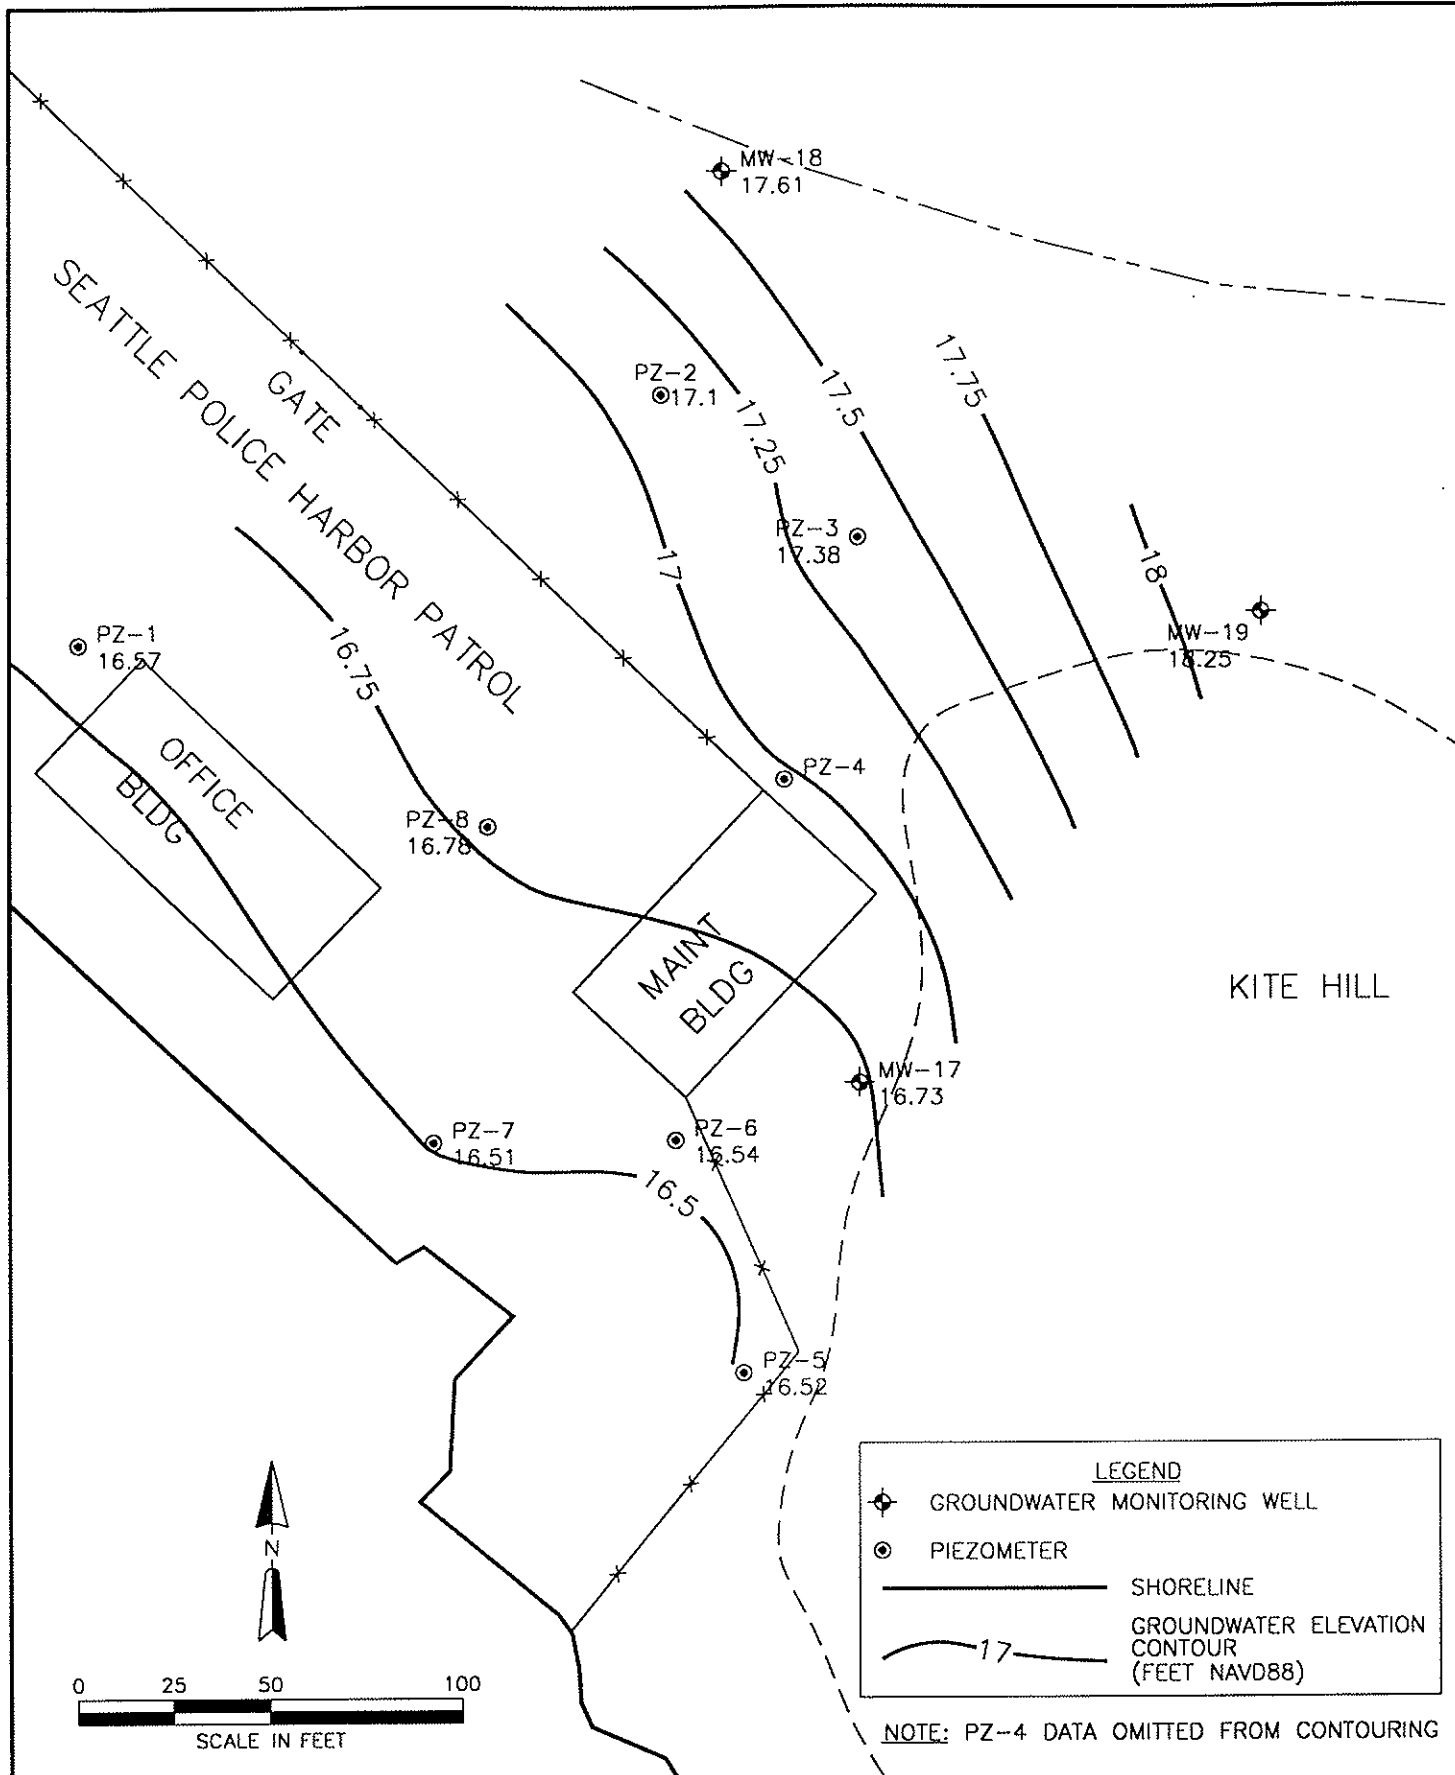 MW-18
17.61
SEATTLE POLICE HARBOR PATROL
GATE
PZ-2
17.1
17.25
17.5
17.75
PZ-3
17.38
17
18
MW-19
18.25
PZ-1
16.57
16.75
OFFICE
BLDG
PZ-8
16.78
PZ-4
MAINT
BLDG
KITE HILL
MW-17
16.73
PZ-7
16.51
PZ-6
16.54
16.5
PZ-5
16.52
N
0 25 50 100
SCALE IN FEET
LEGEND
GROUNDWATER MONITORING WELL
PIEZOMETER
SHORELINE
17
GROUNDWATER ELEVATION
CONTOUR
(FEET NAVD88)
NOTE: PZ-4 DATA OMITTED FROM CONTOURING